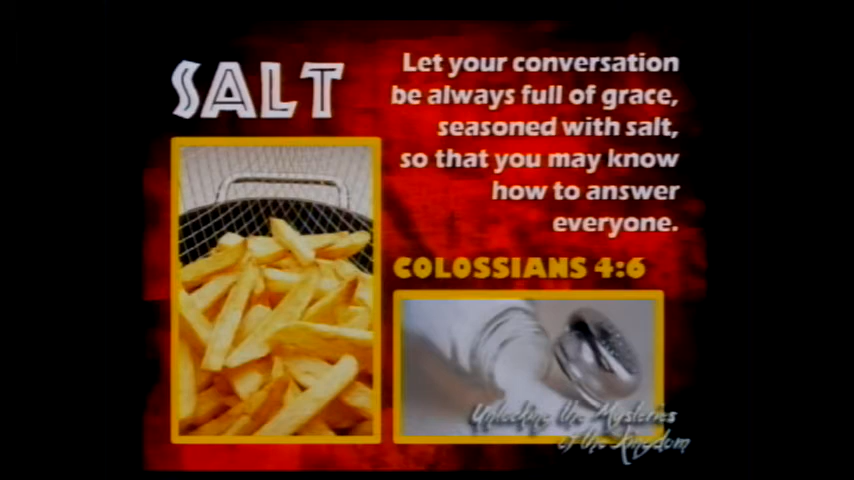 SALT
Let your conversation
be always full of grace,
seasoned with salt,
so that you may know
how to answer
everyone.
COLOSSIANS 4:6
Unlocking the Mysteries
of the Kingdom